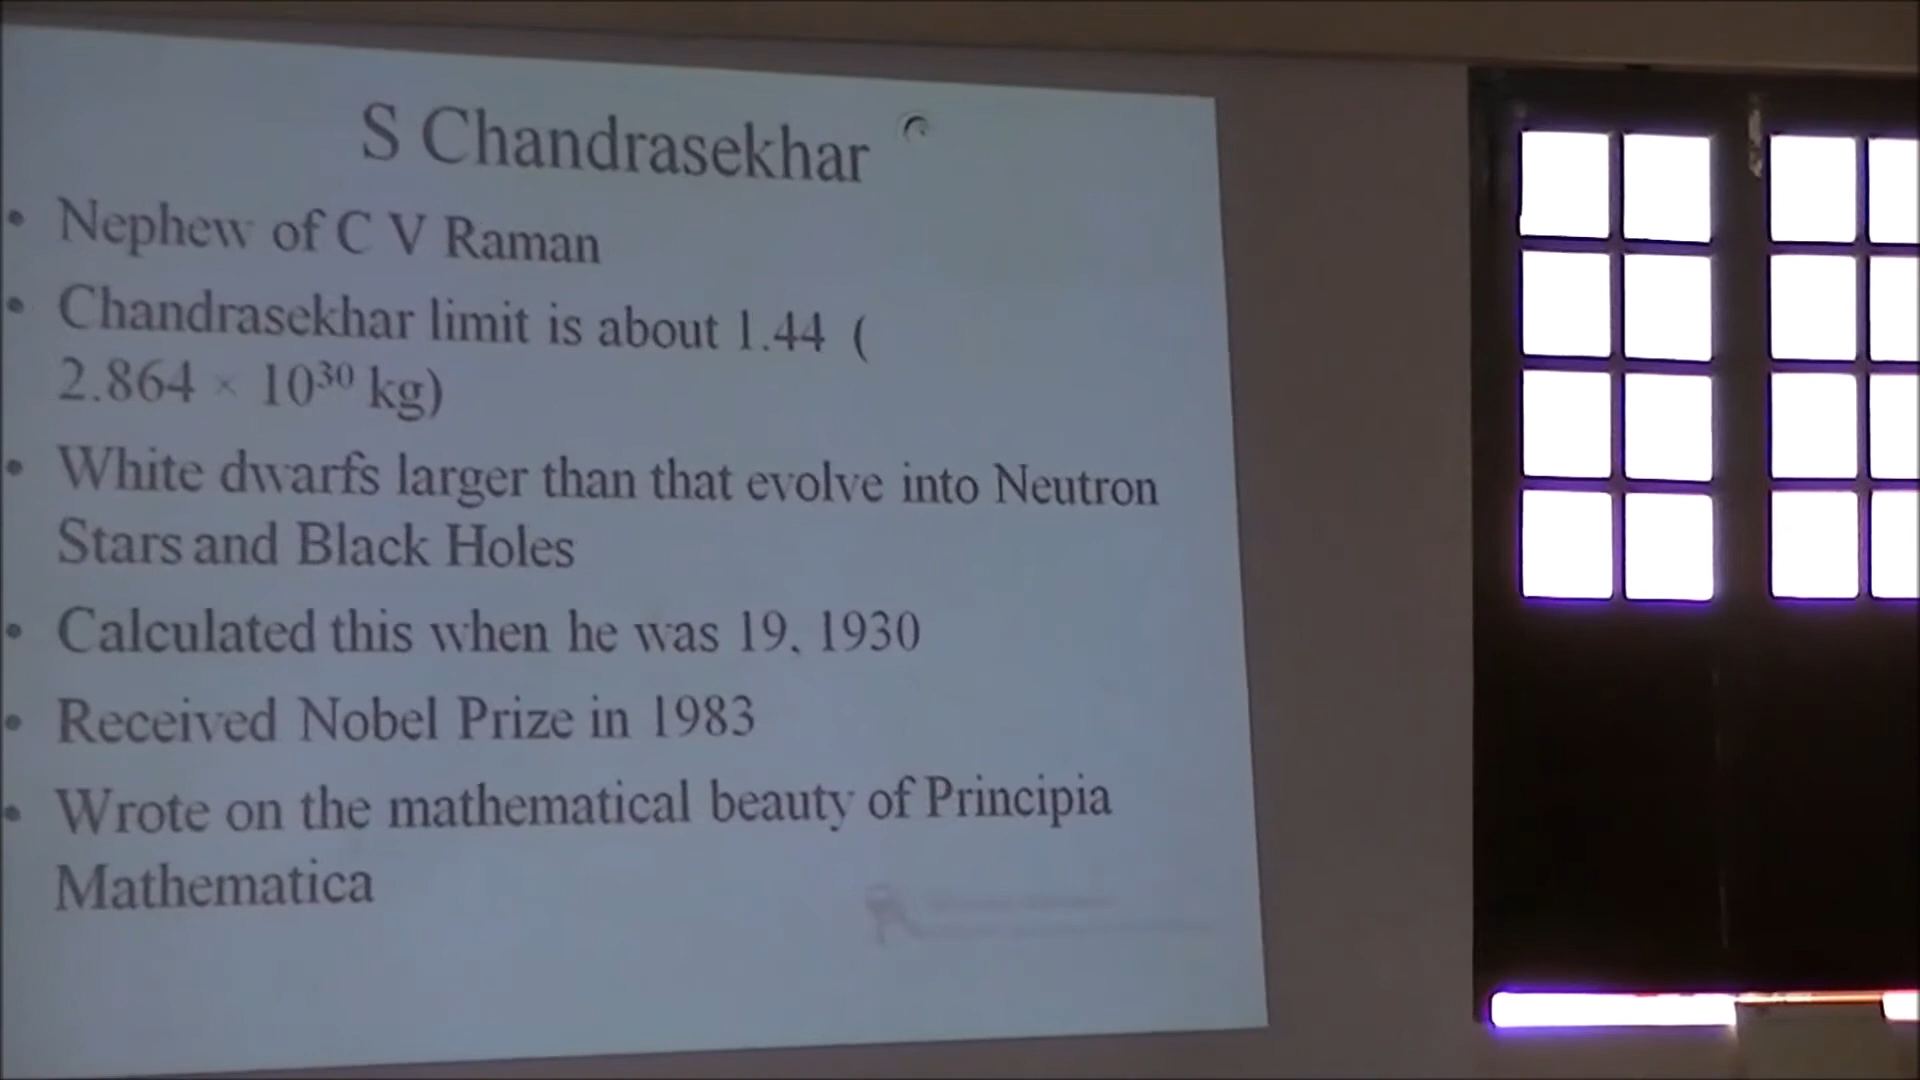 S Chandrasekhar
• Nephew of C V Raman
• Chandrasekhar limit is about 1.44 (
2.864 × 10³⁰ kg)
• White dwarfs larger than that evolve into Neutron
Stars and Black Holes
• Calculated this when he was 19, 1930
• Received Nobel Prize in 1983
• Wrote on the mathematical beauty of Principia
Mathematica